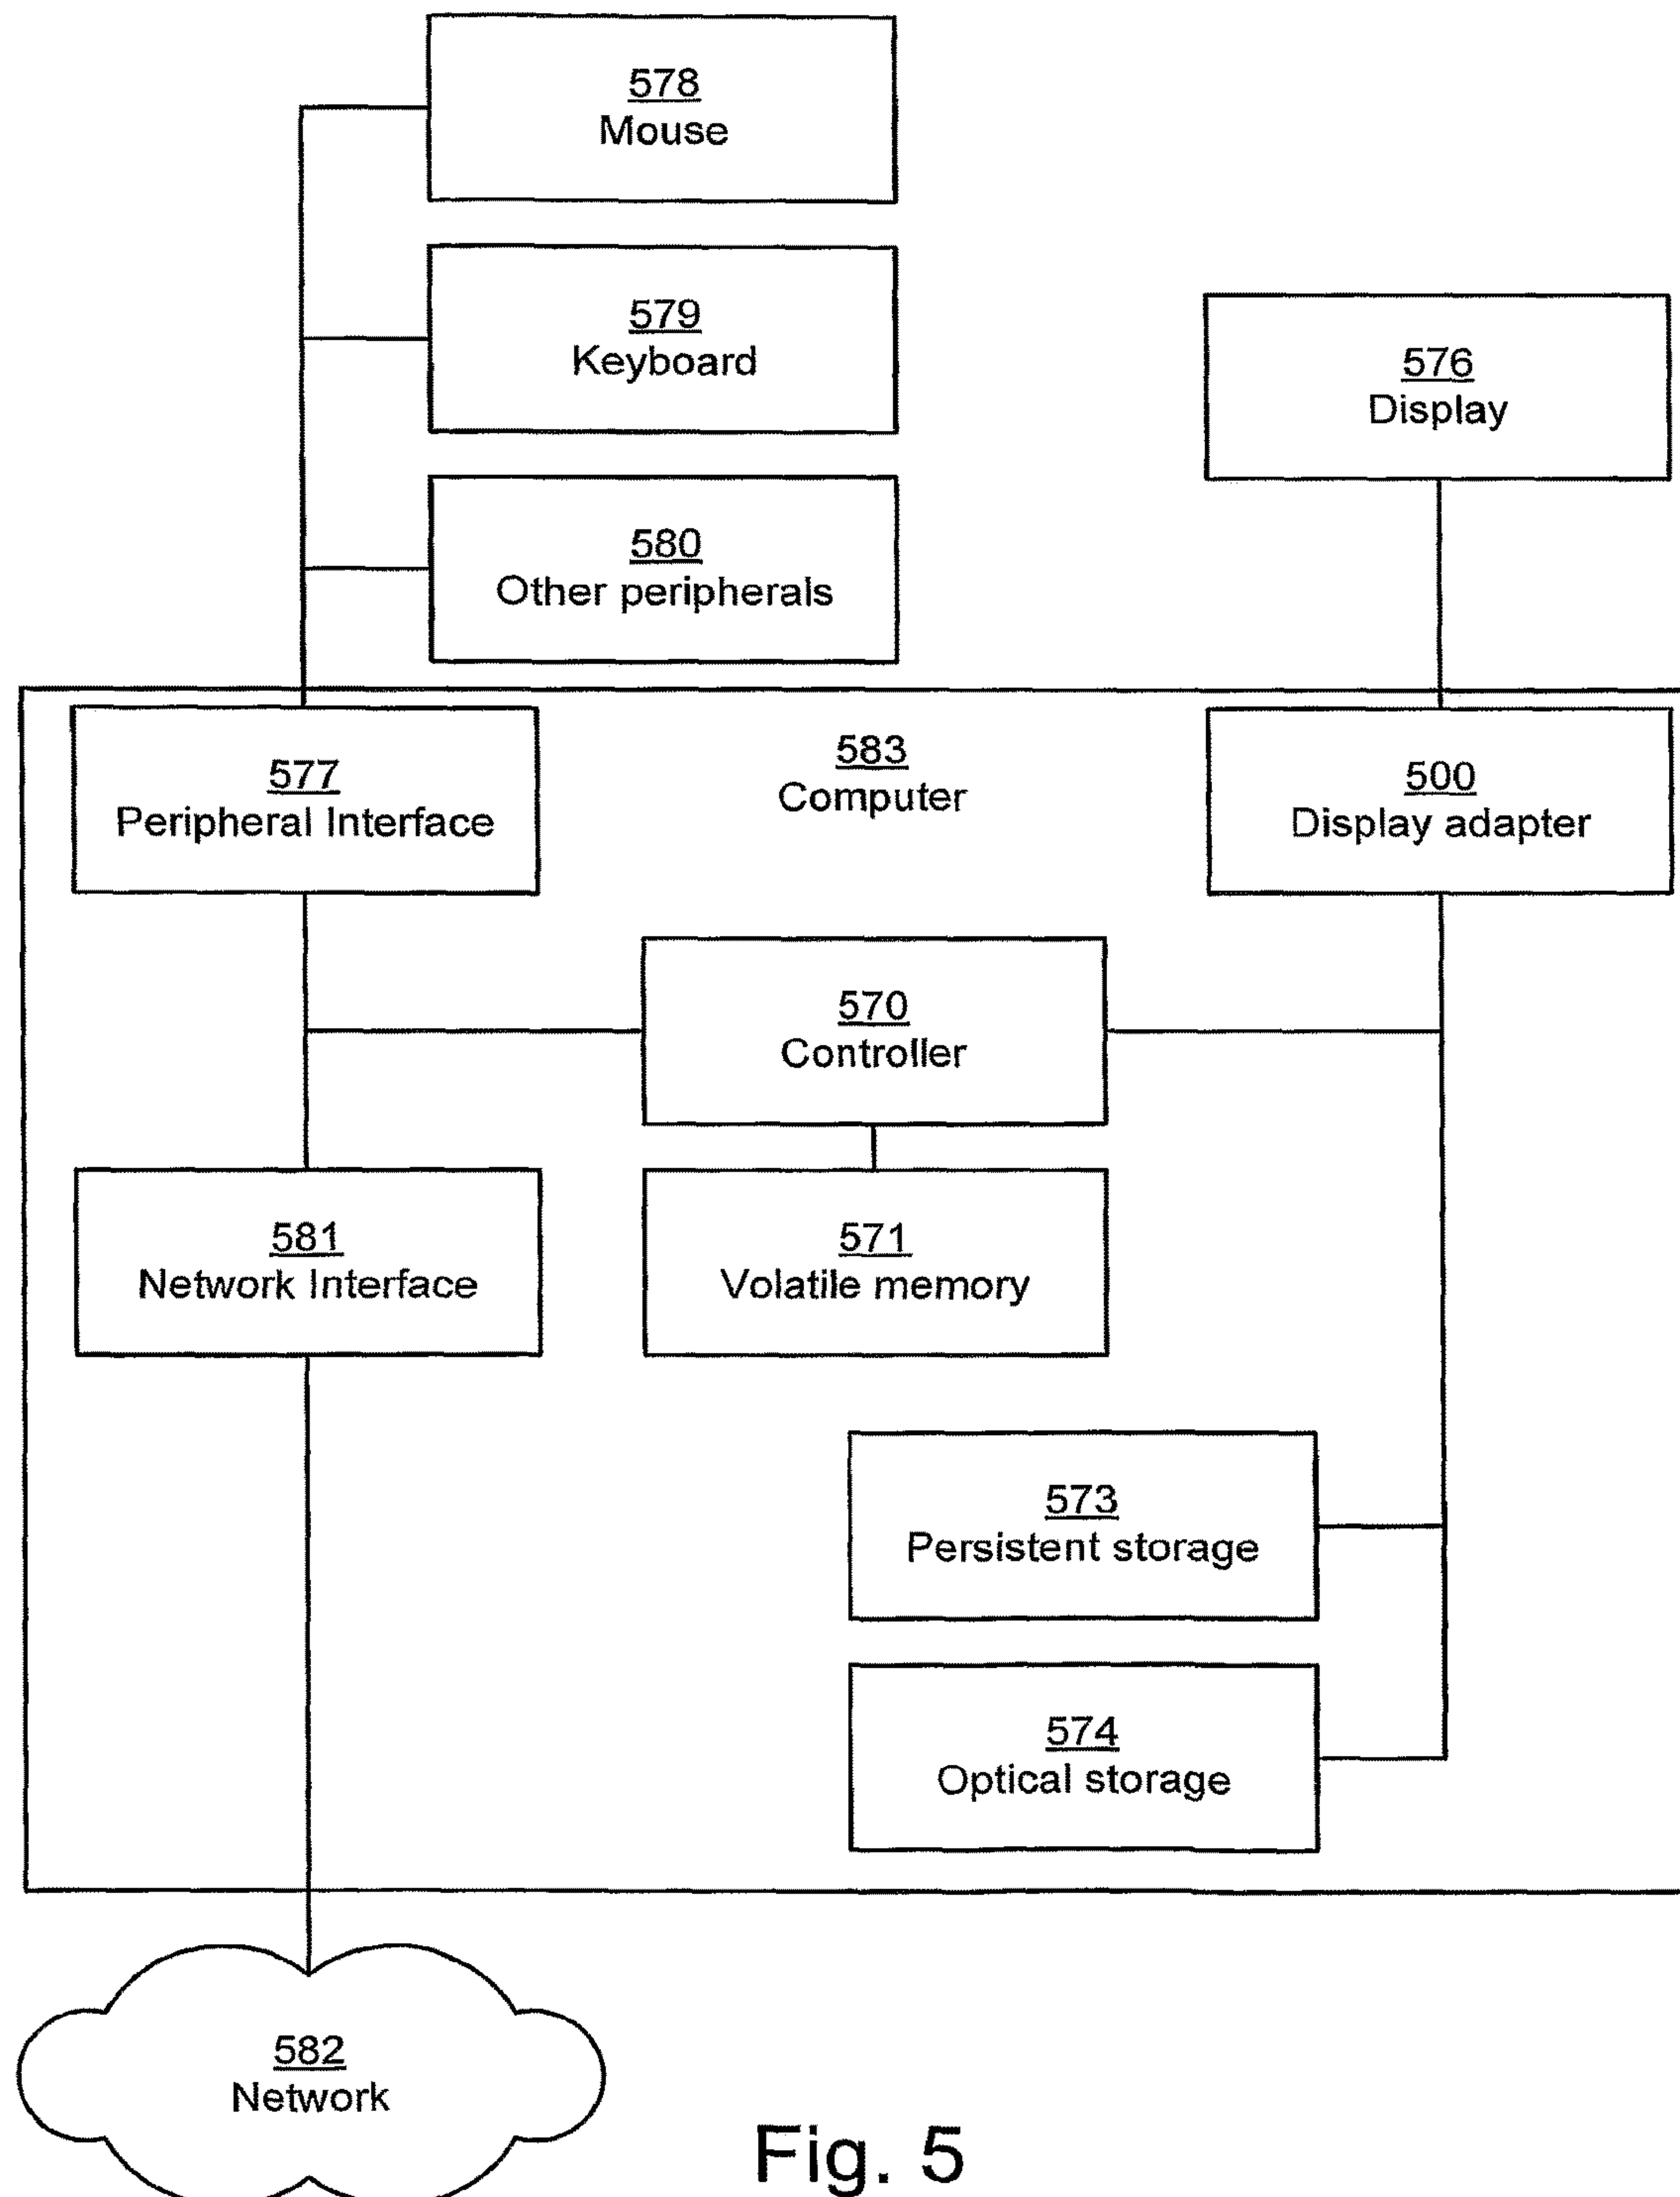 578
Mouse
579
Keyboard
576
Display
580
Other peripherals
577
Peripheral Interface
583
Computer
500
Display adapter
570
Controller
581
Network Interface
571
Volatile memory
573
Persistent storage
574
Optical storage
582
Network
Fig. 5